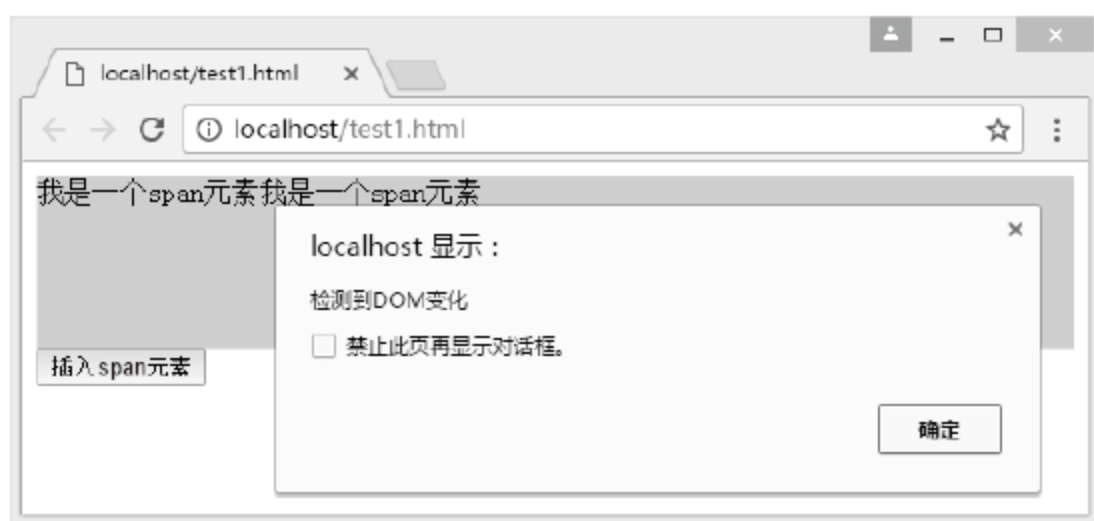 localhost/test1.html
localhost/test1.html
我是一个span元素我是一个span元素
localhost 显示：
检测到DOM变化
禁止此页再显示对话框。
插入span元素
确定